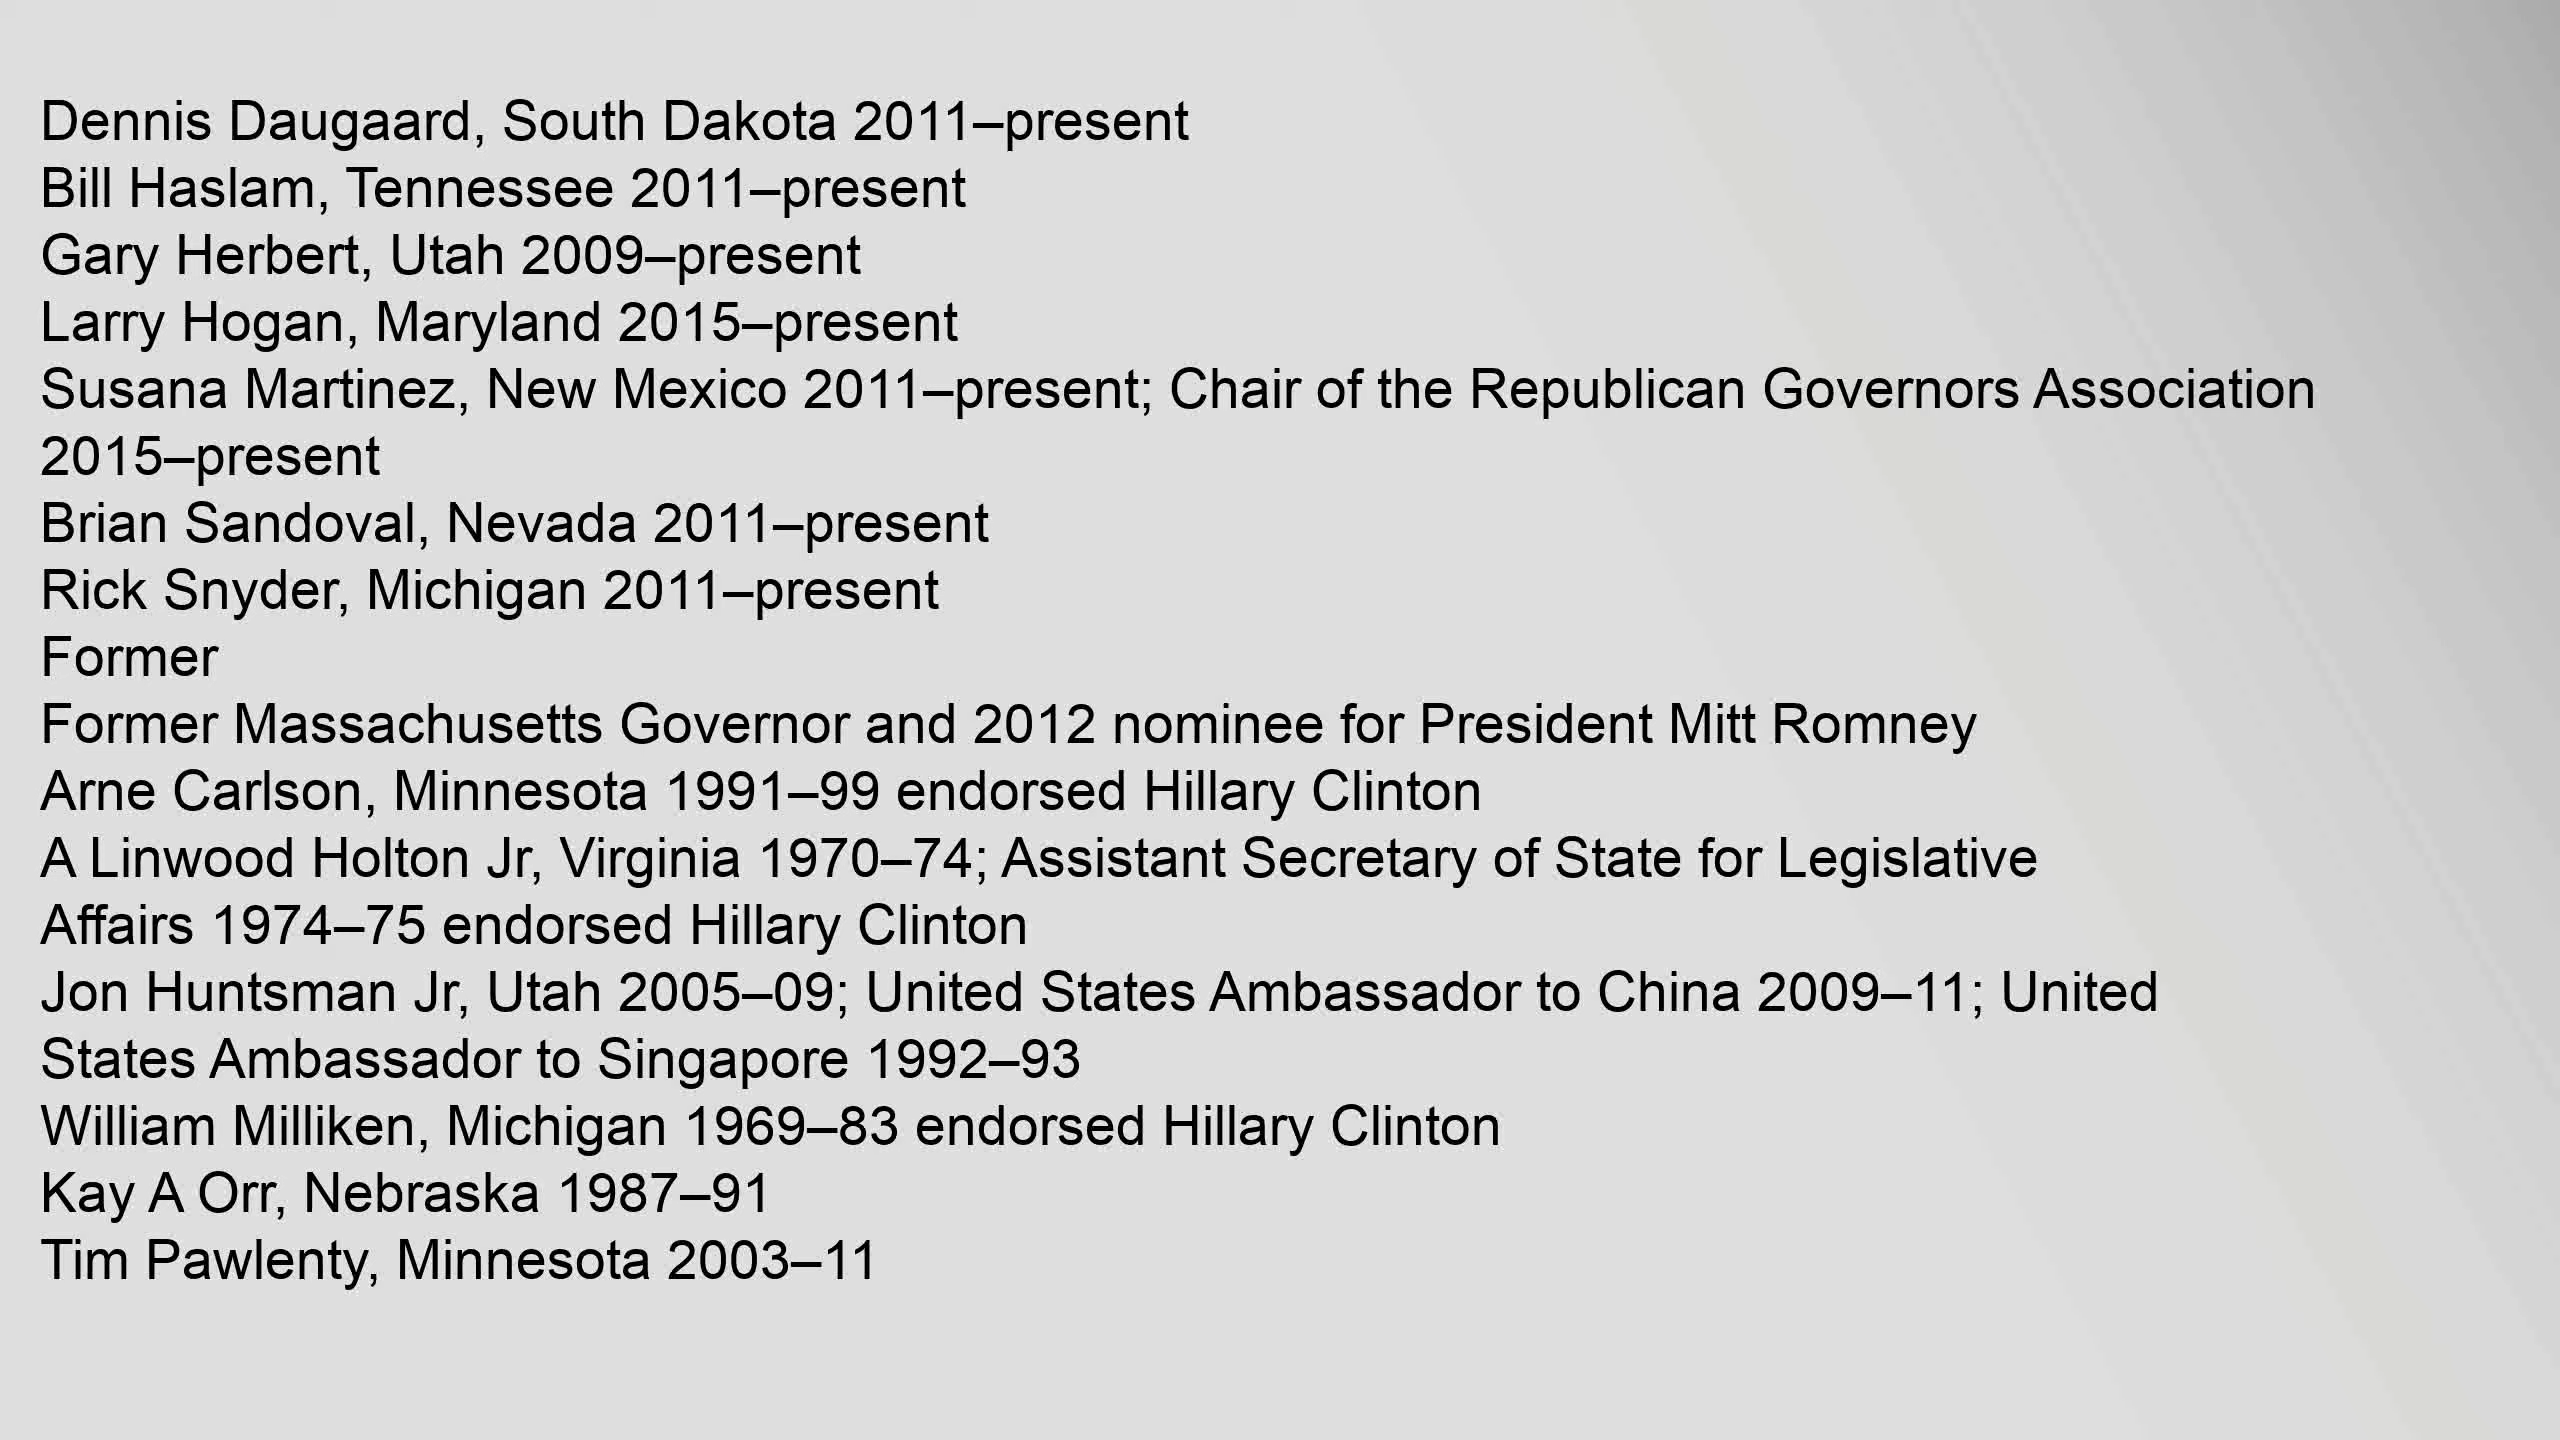 Dennis Daugaard, South Dakota 2011–present
Bill Haslam, Tennessee 2011–present
Gary Herbert, Utah 2009–present
Larry Hogan, Maryland 2015–present
Susana Martinez, New Mexico 2011–present; Chair of the Republican Governors Association
2015–present
Brian Sandoval, Nevada 2011–present
Rick Snyder, Michigan 2011–present
Former
Former Massachusetts Governor and 2012 nominee for President Mitt Romney
Arne Carlson, Minnesota 1991–99 endorsed Hillary Clinton
A Linwood Holton Jr, Virginia 1970–74; Assistant Secretary of State for Legislative
Affairs 1974–75 endorsed Hillary Clinton
Jon Huntsman Jr, Utah 2005–09; United States Ambassador to China 2009–11; United
States Ambassador to Singapore 1992–93
William Milliken, Michigan 1969–83 endorsed Hillary Clinton
Kay A Orr, Nebraska 1987–91
Tim Pawlenty, Minnesota 2003–11